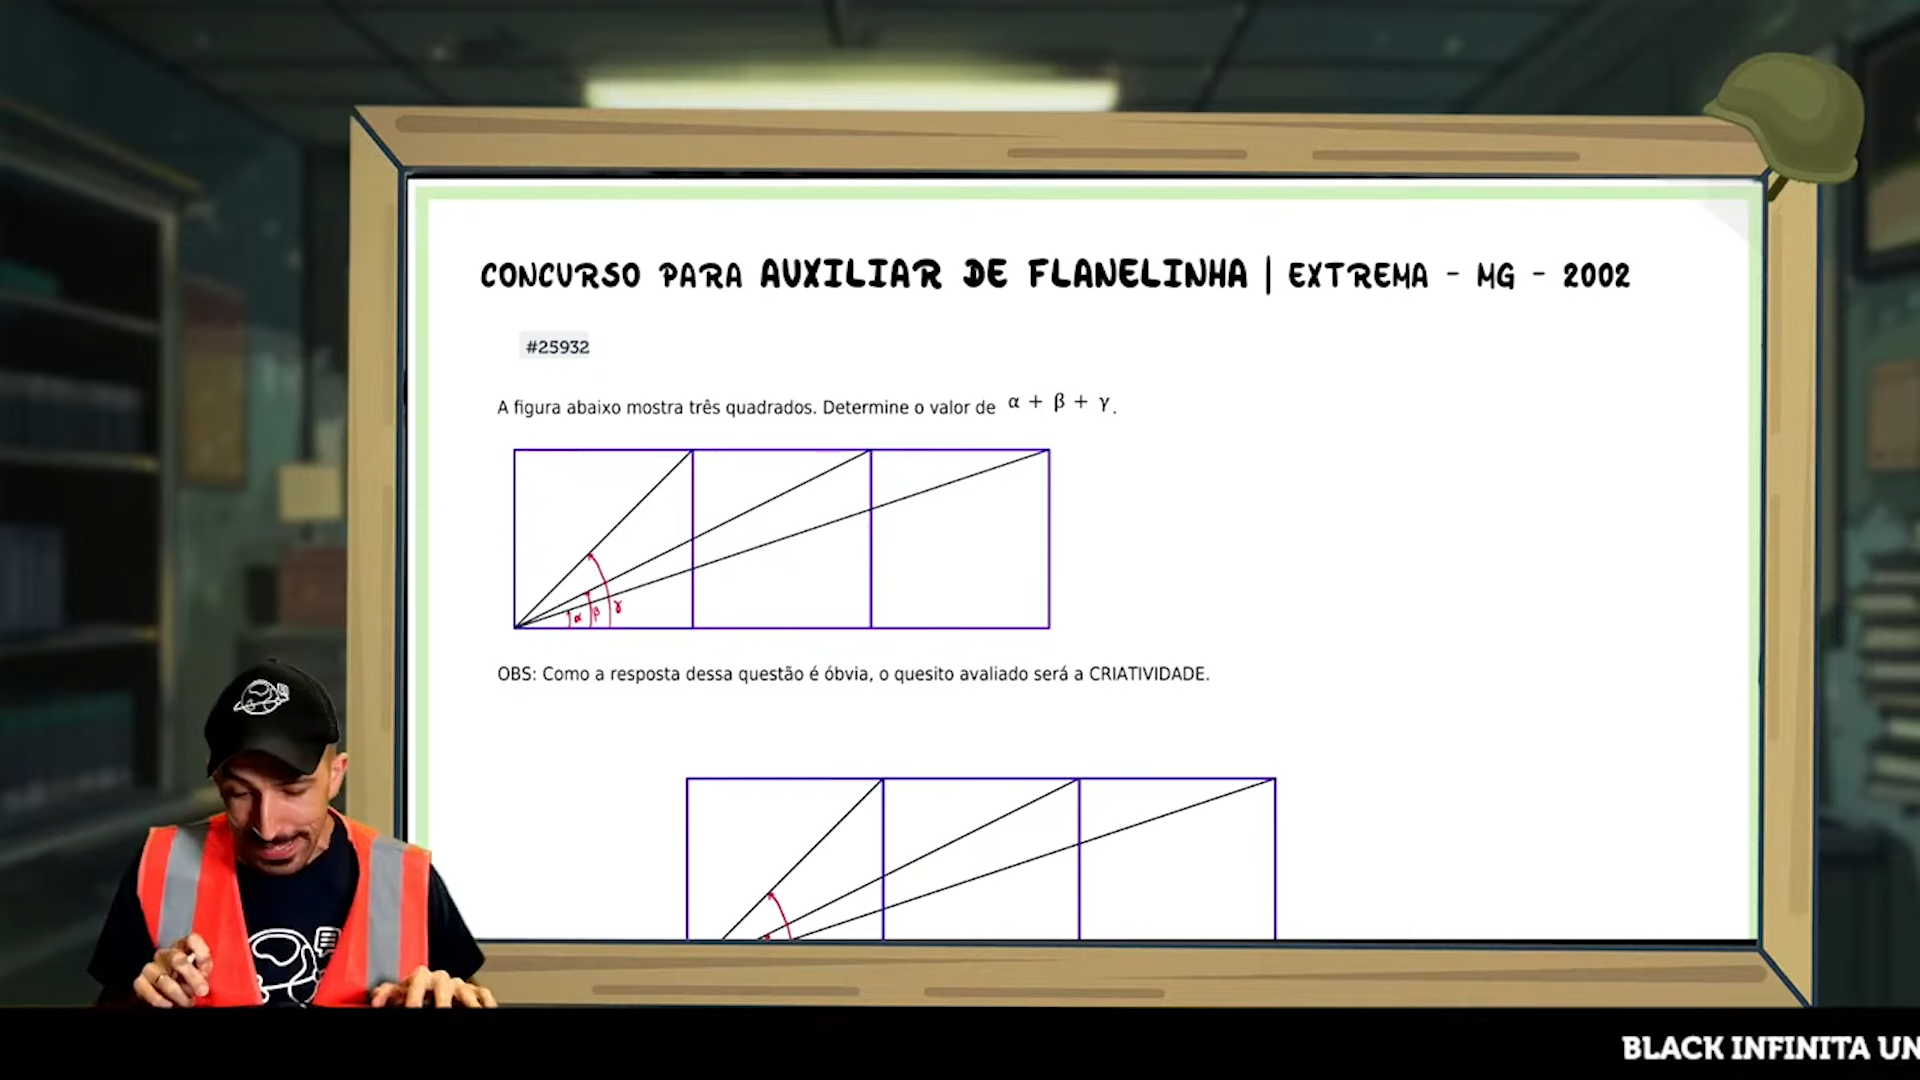 CONCURSO PARA AUXILIAR DE FLANELINHA | EXTREMA - MG - 2002
#25932
A figura abaixo mostra três quadrados. Determine o valor de α + β + γ.
α β γ
OBS: Como a resposta dessa questão é óbvia, o quesito avaliado será a CRIATIVIDADE.
BLACK INFINITA UN